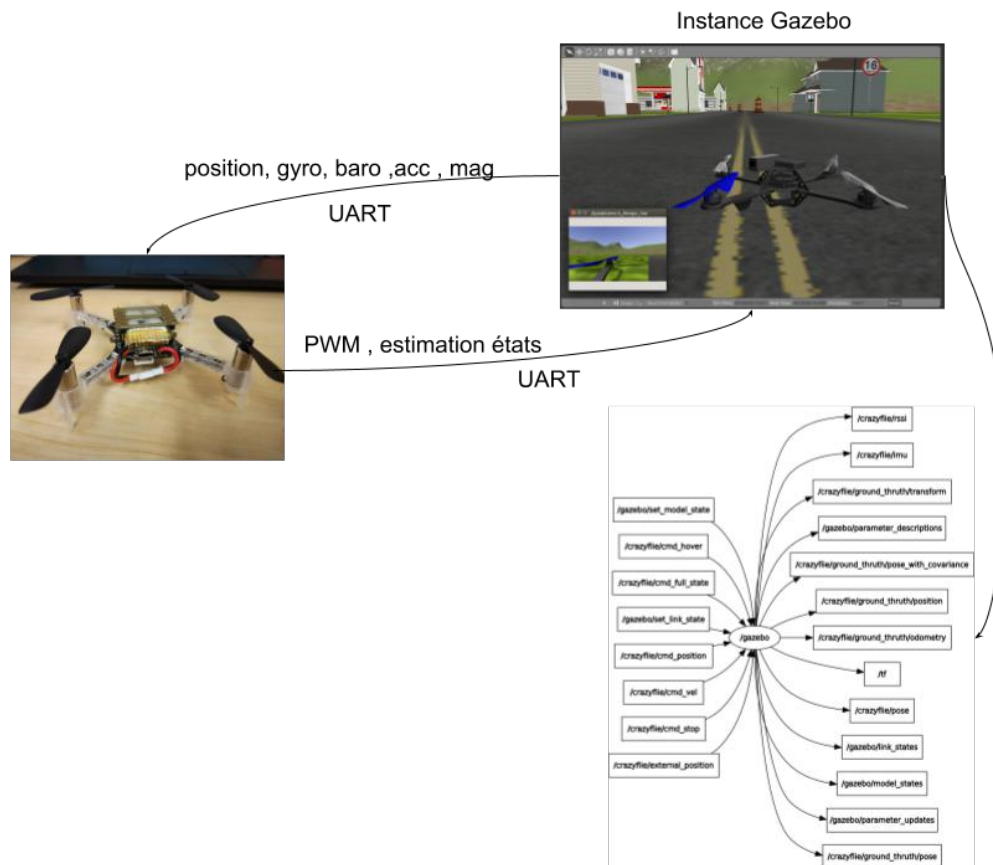 Instance Gazebo
16
position, gyro, baro ,acc , mag
UART
PWM , estimation états
UART
/gazebo/set_model_state
/crazyflie/cmd_hover
/crazyflie/cmd_full_state
/gazebo/set_link_state
/crazyflie/cmd_position
/crazyflie/cmd_vel
/crazyflie/cmd_stop
/crazyflie/external_position
/gazebo
/crazyflie/rssi
/crazyflie/imu
/crazyflie/ground_thruth/transform
/gazebo/parameter_descriptions
/crazyflie/ground_thruth/pose_with_covariance
/crazyflie/ground_thruth/position
/crazyflie/ground_thruth/odometry
/tf
/crazyflie/pose
/gazebo/link_states
/gazebo/model_states
/gazebo/parameter_updates
/crazyflie/ground_thruth/pose